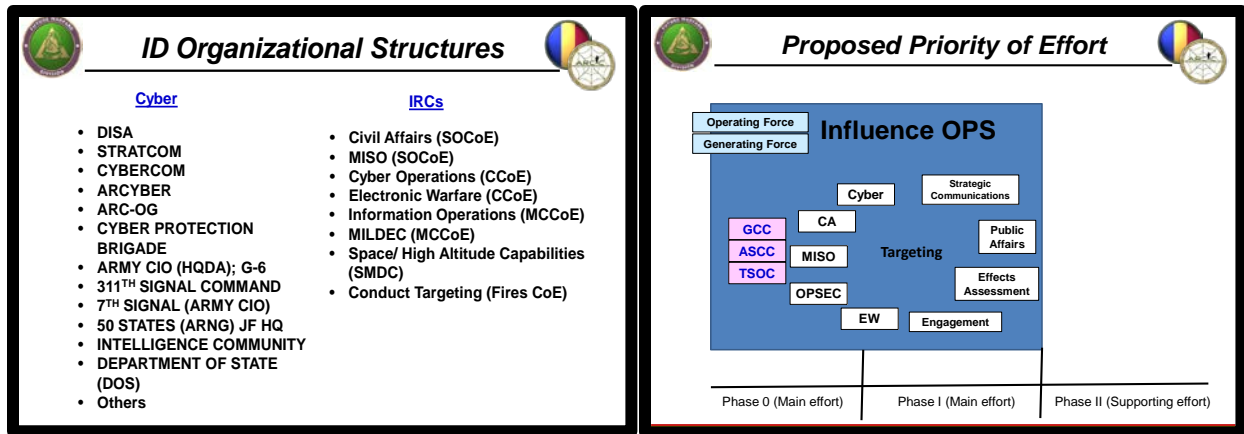 ID Organizational Structures
Cyber
• DISA
• STRATCOM
• CYBERCOM
• ARCYBER
• ARC-OG
• CYBER PROTECTION
BRIGADE
• ARMY CIO (HQDA); G-6
• 311TH SIGNAL COMMAND
• 7TH SIGNAL (ARMY CIO)
• 50 STATES (ARNG) JF HQ
• INTELLIGENCE COMMUNITY
• DEPARTMENT OF STATE
(DOS)
• Others
IRCs
• Civil Affairs (SOCoE)
• MISO (SOCoE)
• Cyber Operations (CCoE)
• Electronic Warfare (CCoE)
• Information Operations (MCCoE)
• MILDEC (MCCoE)
• Space/ High Altitude Capabilities
(SMDC)
• Conduct Targeting (Fires CoE)
Proposed Priority of Effort
Operating Force
Generating Force
Influence OPS
Cyber
Strategic
Communications
CA
Public
Affairs
GCC
ASCC
TSOC
MISO
Targeting
Effects
Assessment
OPSEC
EW
Engagement
Phase 0 (Main effort)
Phase I (Main effort)
Phase II (Supporting effort)